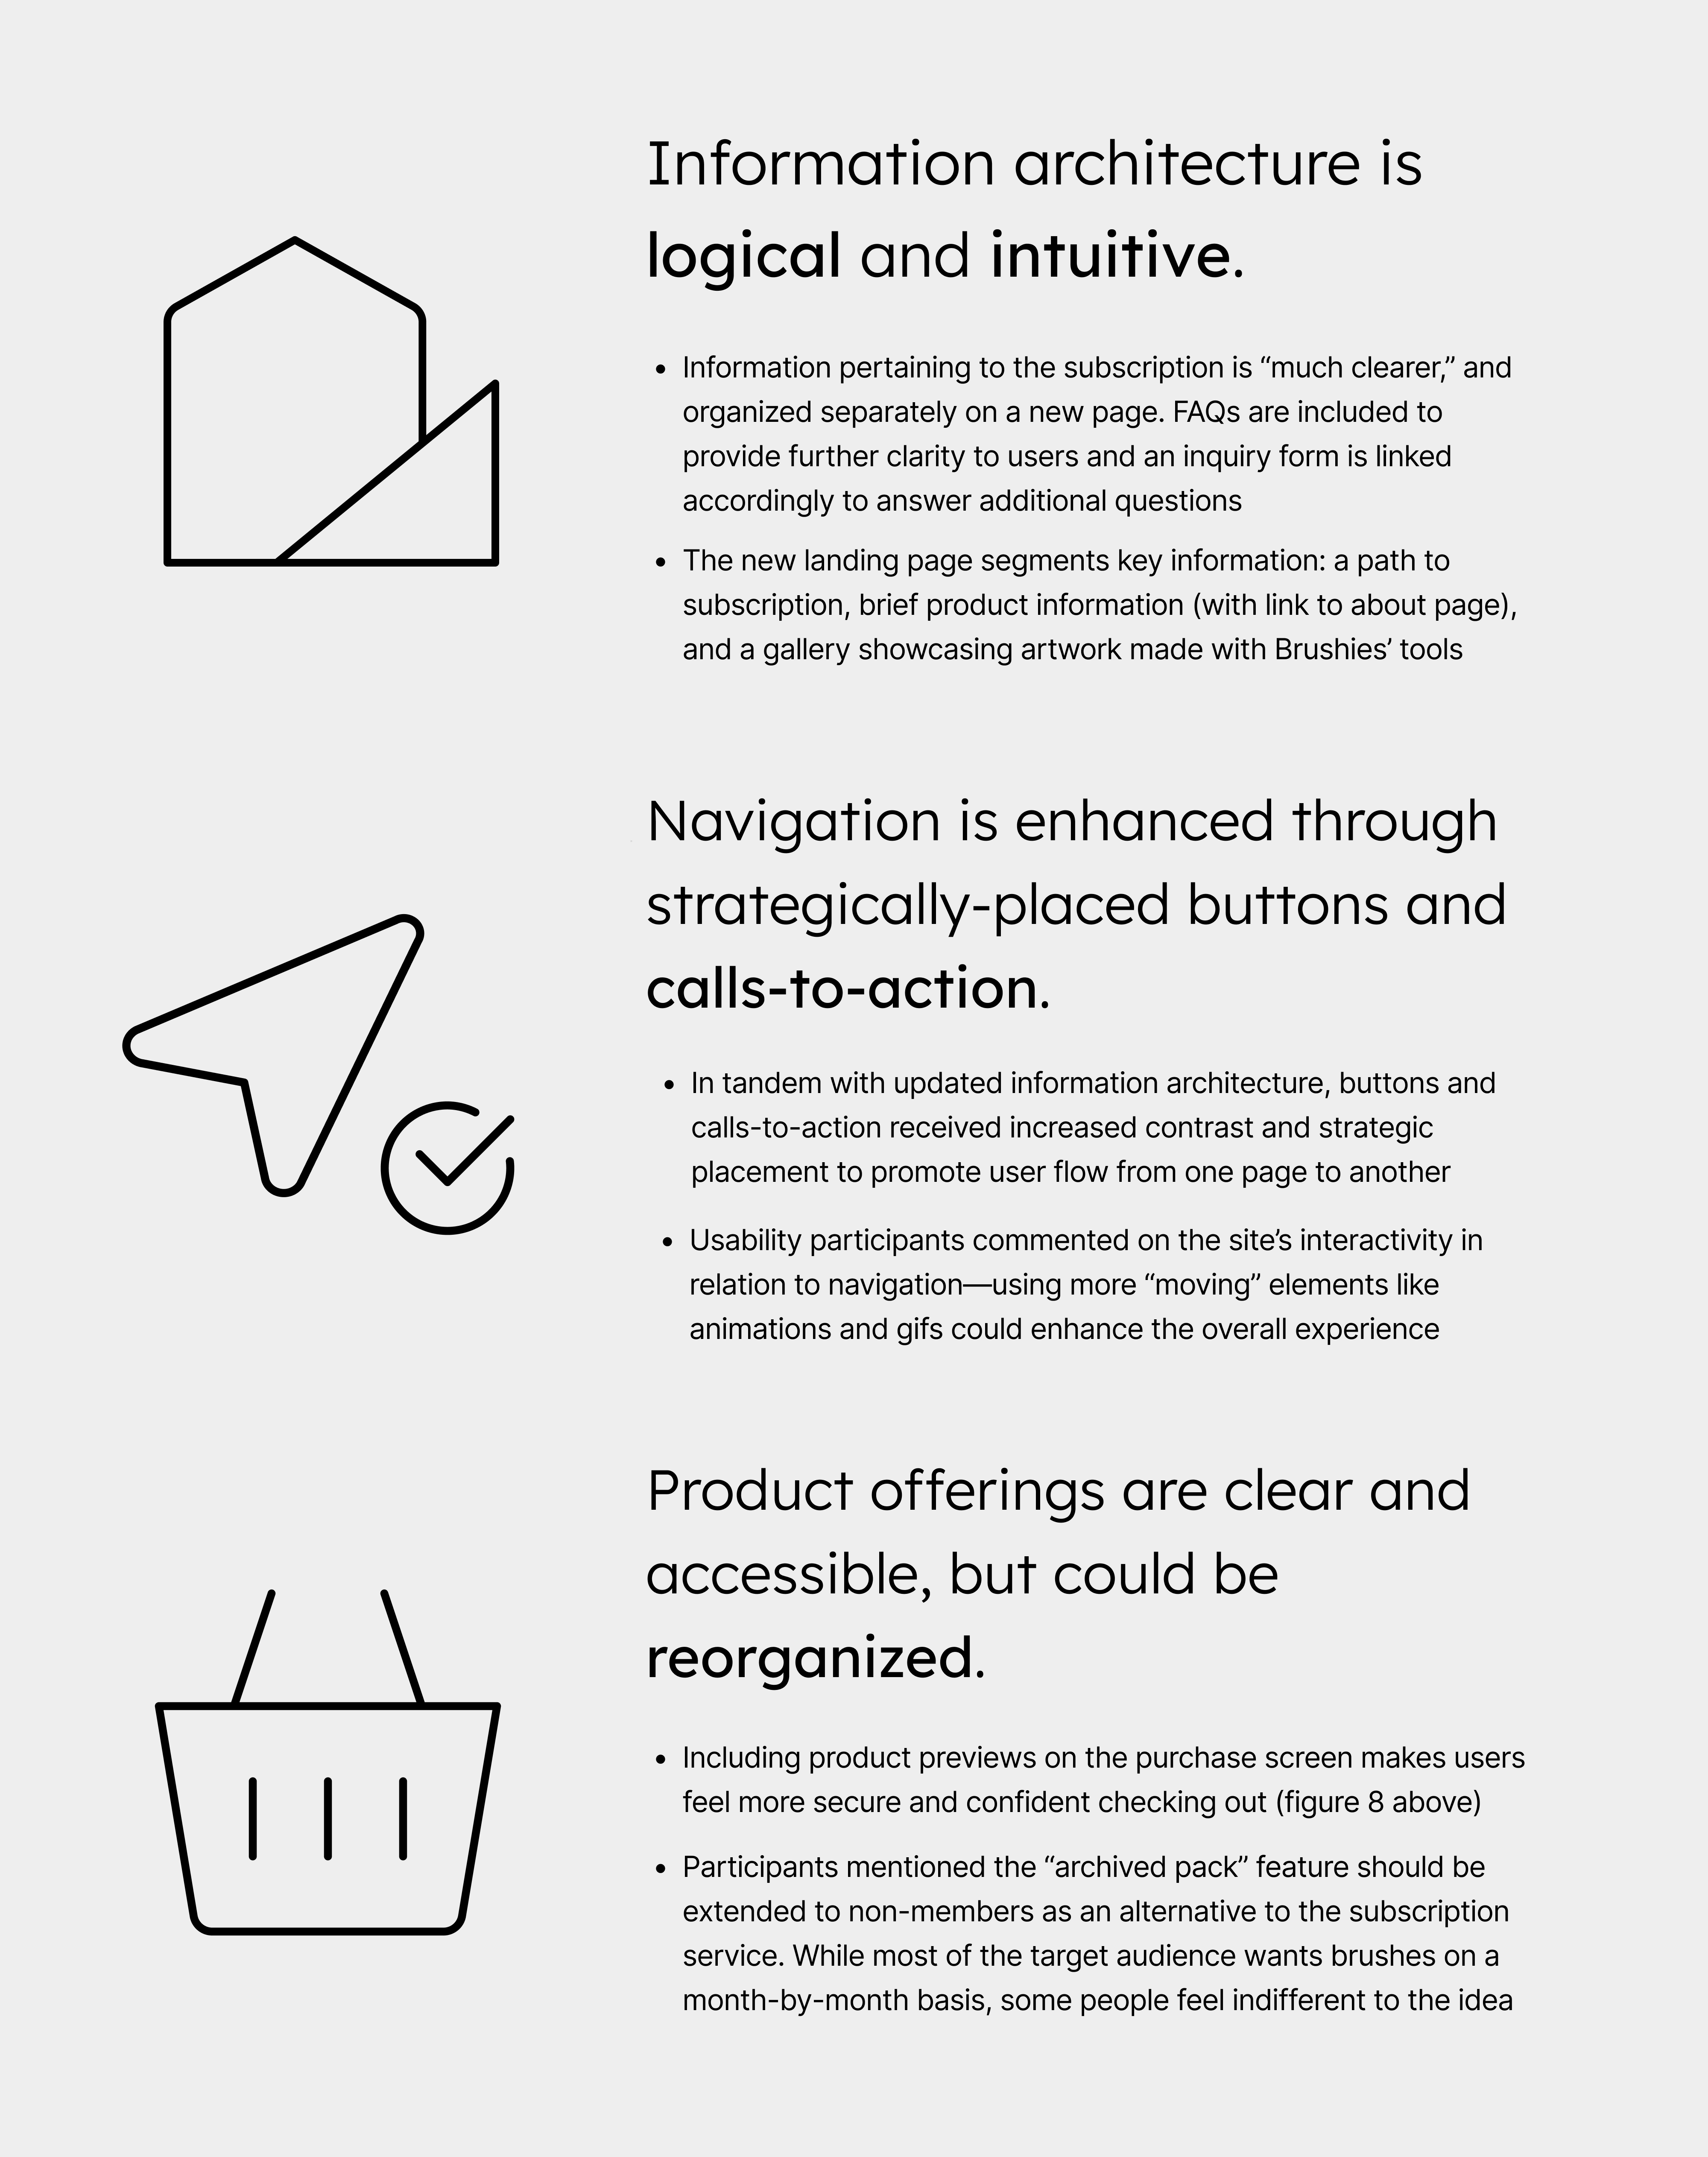 Information architecture is
logical and intuitive.
• Information pertaining to the subscription is “much clearer,” and
organized separately on a new page. FAQs are included to
provide further clarity to users and an inquiry form is linked
accordingly to answer additional questions
• The new landing page segments key information: a path to
subscription, brief product information (with link to about page),
and a gallery showcasing artwork made with Brushies’ tools
Navigation is enhanced through
strategically-placed buttons and
calls-to-action.
• In tandem with updated information architecture, buttons and
calls-to-action received increased contrast and strategic
placement to promote user flow from one page to another
• Usability participants commented on the site’s interactivity in
relation to navigation—using more “moving” elements like
animations and gifs could enhance the overall experience
Product offerings are clear and
accessible, but could be
reorganized.
• Including product previews on the purchase screen makes users
feel more secure and confident checking out (figure 8 above)
• Participants mentioned the “archived pack” feature should be
extended to non-members as an alternative to the subscription
service. While most of the target audience wants brushes on a
month-by-month basis, some people feel indifferent to the idea